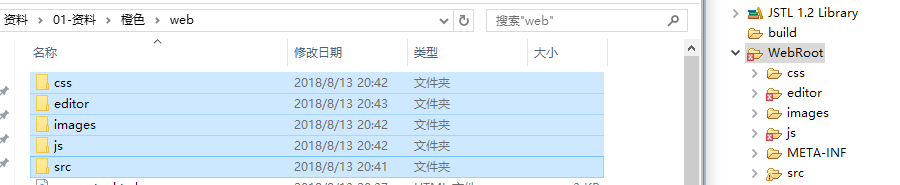 资料 > 01-资料 > 橙色 > web
搜索"web"
名称 修改日期 类型 大小
css 2018/8/13 20:42 文件夹
editor 2018/8/13 20:43 文件夹
images 2018/8/13 20:42 文件夹
js 2018/8/13 20:42 文件夹
src 2018/8/13 20:41 文件夹
JSTL 1.2 Library
build
WebRoot
css
editor
images
js
META-INF
src